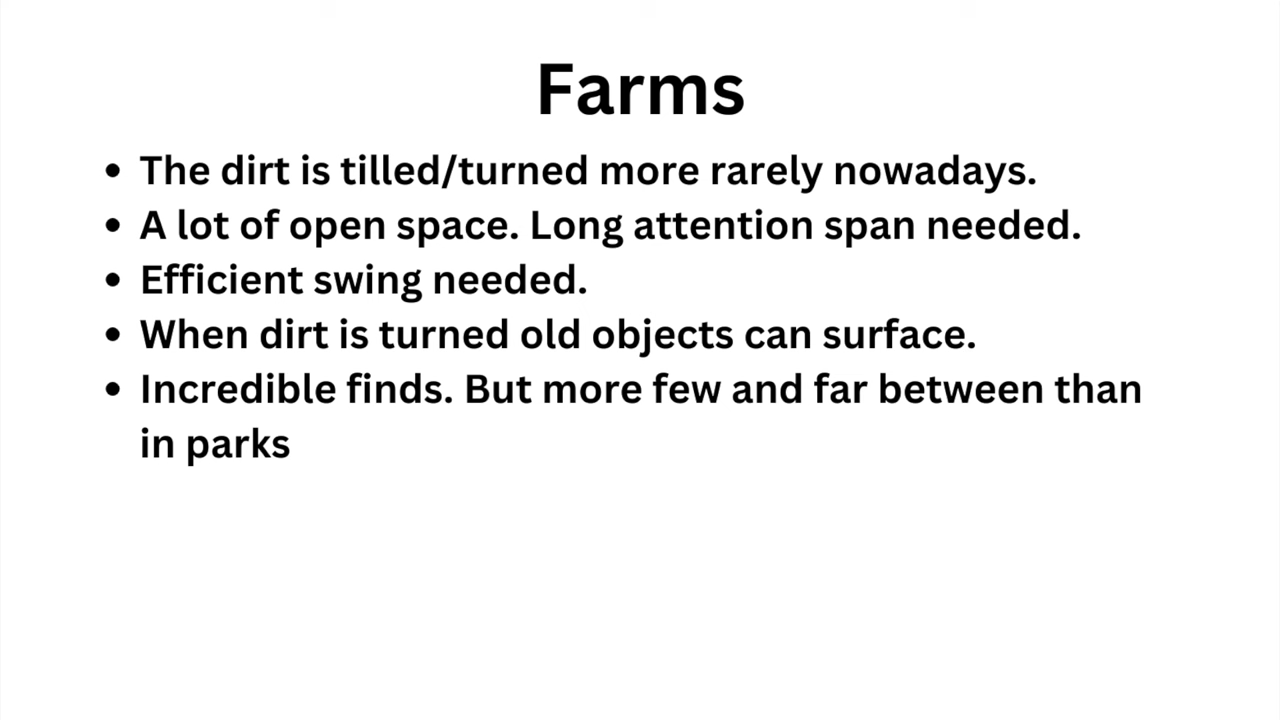 Farms
• The dirt is tilled/turned more rarely nowadays.
• A lot of open space. Long attention span needed.
• Efficient swing needed.
• When dirt is turned old objects can surface.
• Incredible finds. But more few and far between than
in parks